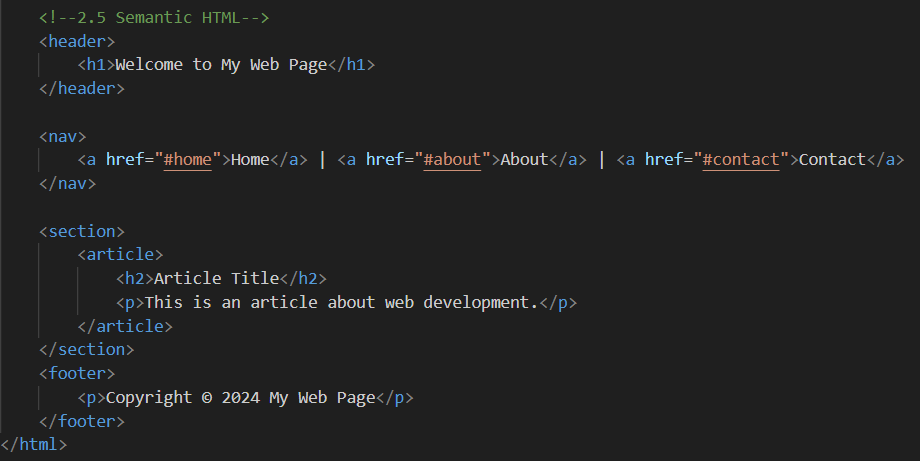 <!--2.5 Semantic HTML-->
<header>
<h1>Welcome to My Web Page</h1>
</header>
<nav>
<a href="#home">Home</a> | <a href="#about">About</a> | <a href="#contact">Contact</a>
</nav>
<section>
<article>
<h2>Article Title</h2>
<p>This is an article about web development.</p>
</article>
</section>
<footer>
<p>Copyright © 2024 My Web Page</p>
</footer>
</html>